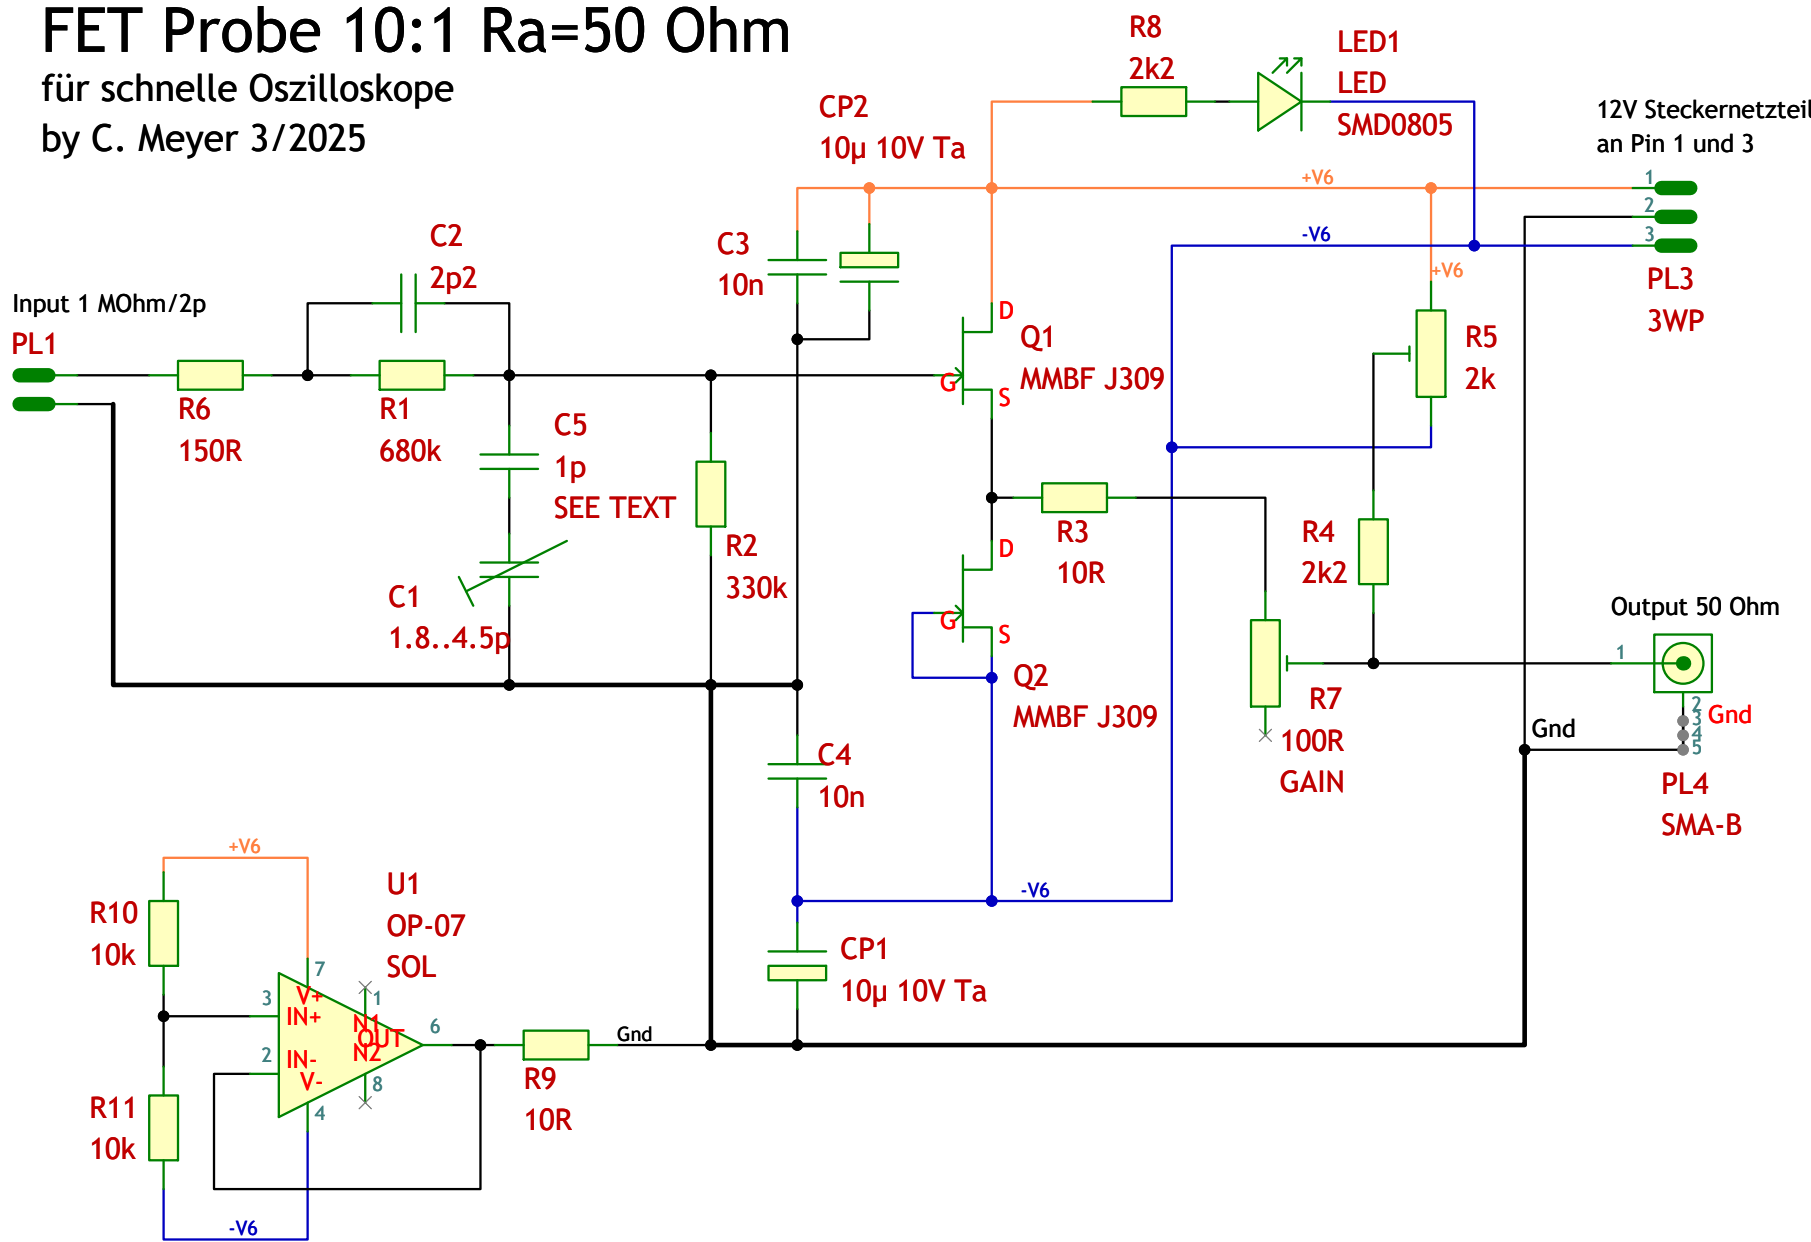 FET Probe 10:1 Ra=50 Ohm
für schnelle Oszilloskope
by C. Meyer 3/2025
R8
2k2
LED1
LED
SMD0805
CP2
10µ 10V Ta
12V Steckernetzteil
an Pin 1 und 3
+V6
1
2
3
-V6
+V6
PL3
3WP
C2
2p2
C3
10n
Input 1 MOhm/2p
PL1
R6
150R
R1
680k
D
Q1
MMBF J309
G
S
R5
2k
C5
1p
SEE TEXT
R2
330k
C1
1.8..4.5p
R3
10R
D
G
S
Q2
MMBF J309
R4
2k2
Output 50 Ohm
1
R7
100R
GAIN
2
3
4
5
Gnd
Gnd
PL4
SMA-B
C4
10n
-V6
CP1
10µ 10V Ta
+V6
U1
OP-07
SOL
R10
10k
7
V+
3
IN+
1
N1
OUT
N2
6
2
IN-
V-
8
4
R9
10R
Gnd
R11
10k
-V6